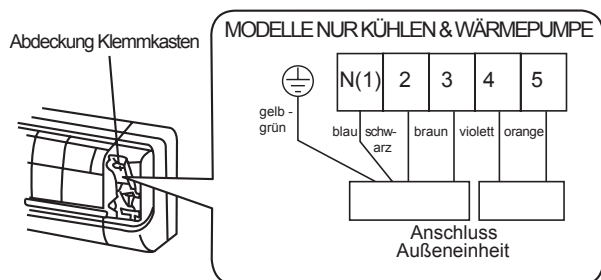 MODELLE NUR KÜHLEN & WÄRMEPUMPE
Abdeckung Klemmkasten
N(1) 2 3 4 5
gelb -
grün
blau schw- braun violett orange
arz
Anschluss
Außeneinheit